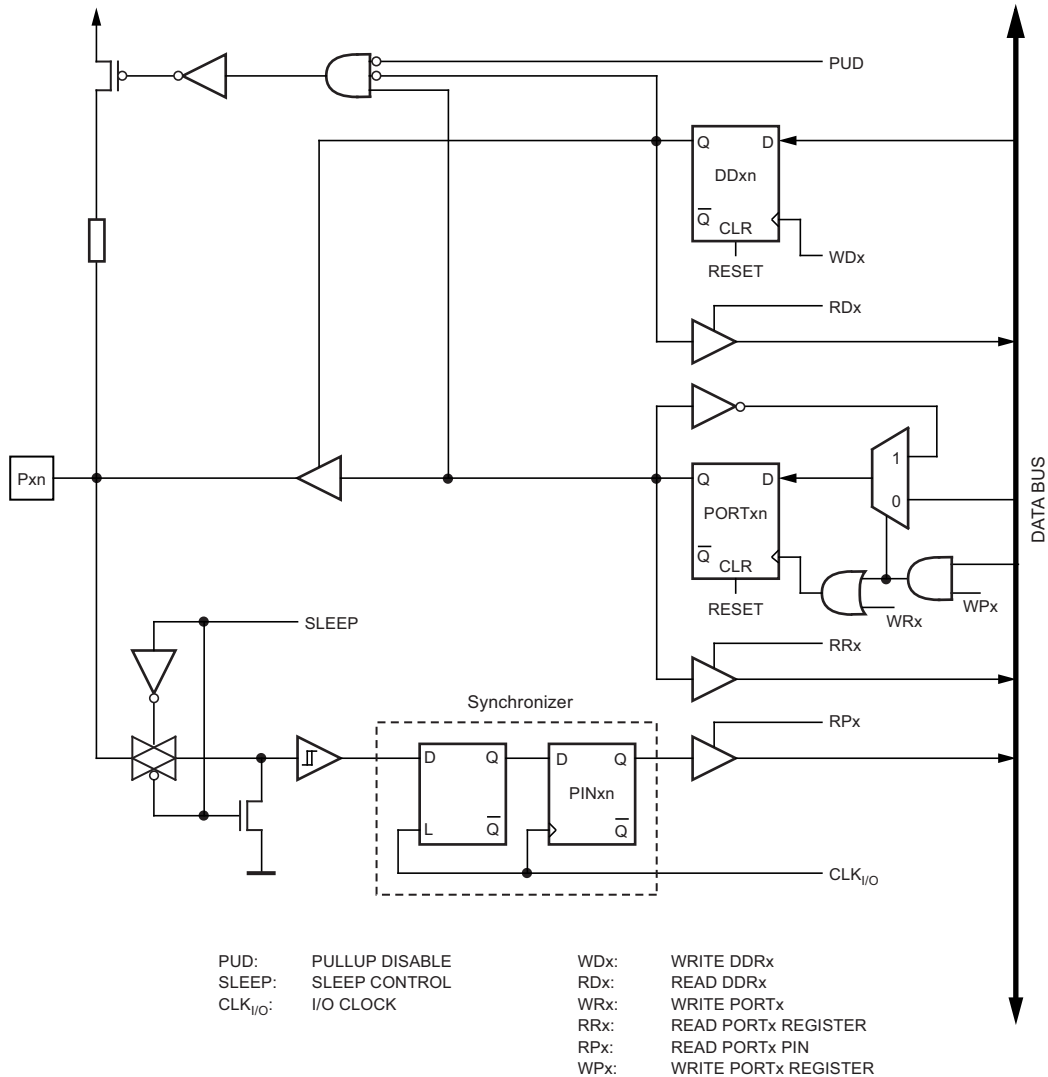 PUD
Q D
DDxn
Q
CLR
RESET
WDx
RDx
Pxn
1
Q D
0
PORTxn
Q
CLR
RESET
WRx
WPx
DATA BUS
SLEEP
RRx
Synchronizer
RPx
D Q D Q
PINxn
L Q Q
CLKI/O
PUD: PULLUP DISABLE
SLEEP: SLEEP CONTROL
CLKI/O: I/O CLOCK
WDx: WRITE DDRx
RDx: READ DDRx
WRx: WRITE PORTx
RRx: READ PORTx REGISTER
RPx: READ PORTx PIN
WPx: WRITE PORTx REGISTER